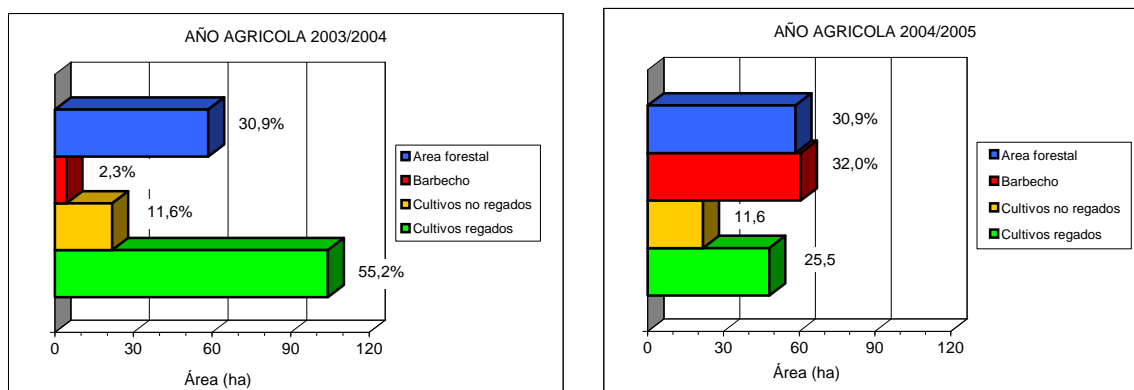 AÑO AGRICOLA 2003/2004
30,9%
2,3%
11,6%
55,2%
Area forestal
Barbecho
Cultivos no regados
Cultivos regados
0 30 60 90 120
Área (ha)
AÑO AGRICOLA 2004/2005
30,9%
32,0%
11,6
25,5
Area forestal
Barbecho
Cultivos no regados
Cultivos regados
0 30 60 90 120
Área (ha)